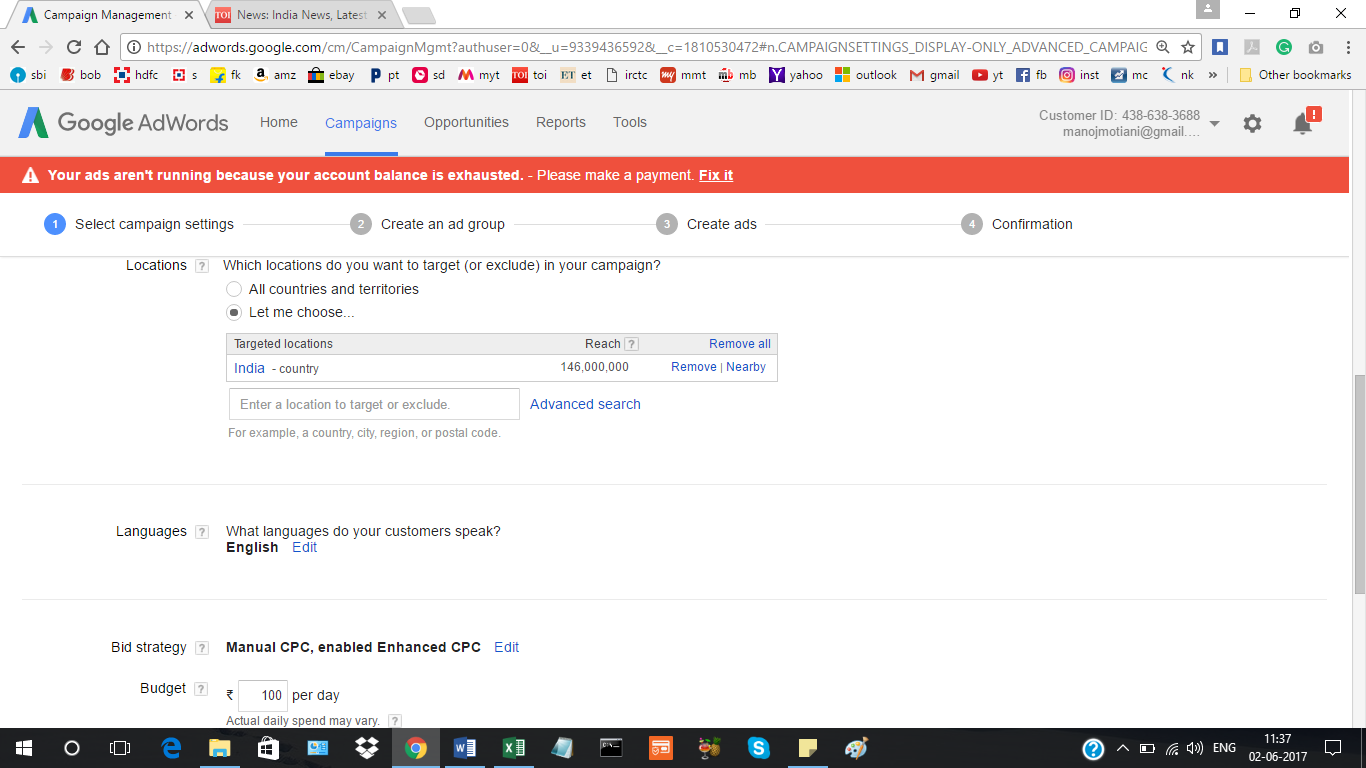 Campaign Management
News: India News, Latest
https://adwords.google.com/cm/CampaignMgmt?authuser=0&__u=9339436592&__c=1810530472#n.CAMPAIGNSETTINGS_DISPLAY-ONLY_ADVANCED_CAMPAIG
sbi bob hdfc s fk amz ebay pt sd myt toi et irctc mmt mb yahoo outlook gmail yt fb inst mc nk » Other bookmarks
Google AdWords Home Campaigns Opportunities Reports Tools
Customer ID: 438-638-3688
manojmotiani@gmail....
!
Your ads aren't running because your account balance is exhausted. - Please make a payment. Fix it
1 Select campaign settings 2 Create an ad group 3 Create ads 4 Confirmation
Locations ? Which locations do you want to target (or exclude) in your campaign?
All countries and territories
Let me choose...
Targeted locations Reach ? Remove all
India - country 146,000,000 Remove | Nearby
Enter a location to target or exclude. Advanced search
For example, a country, city, region, or postal code.
Languages ? What languages do your customers speak?
English Edit
Bid strategy ? Manual CPC, enabled Enhanced CPC Edit
Budget ? ₹ 100 per day
Actual daily spend may vary. ?
ENG
11:37
02-06-2017